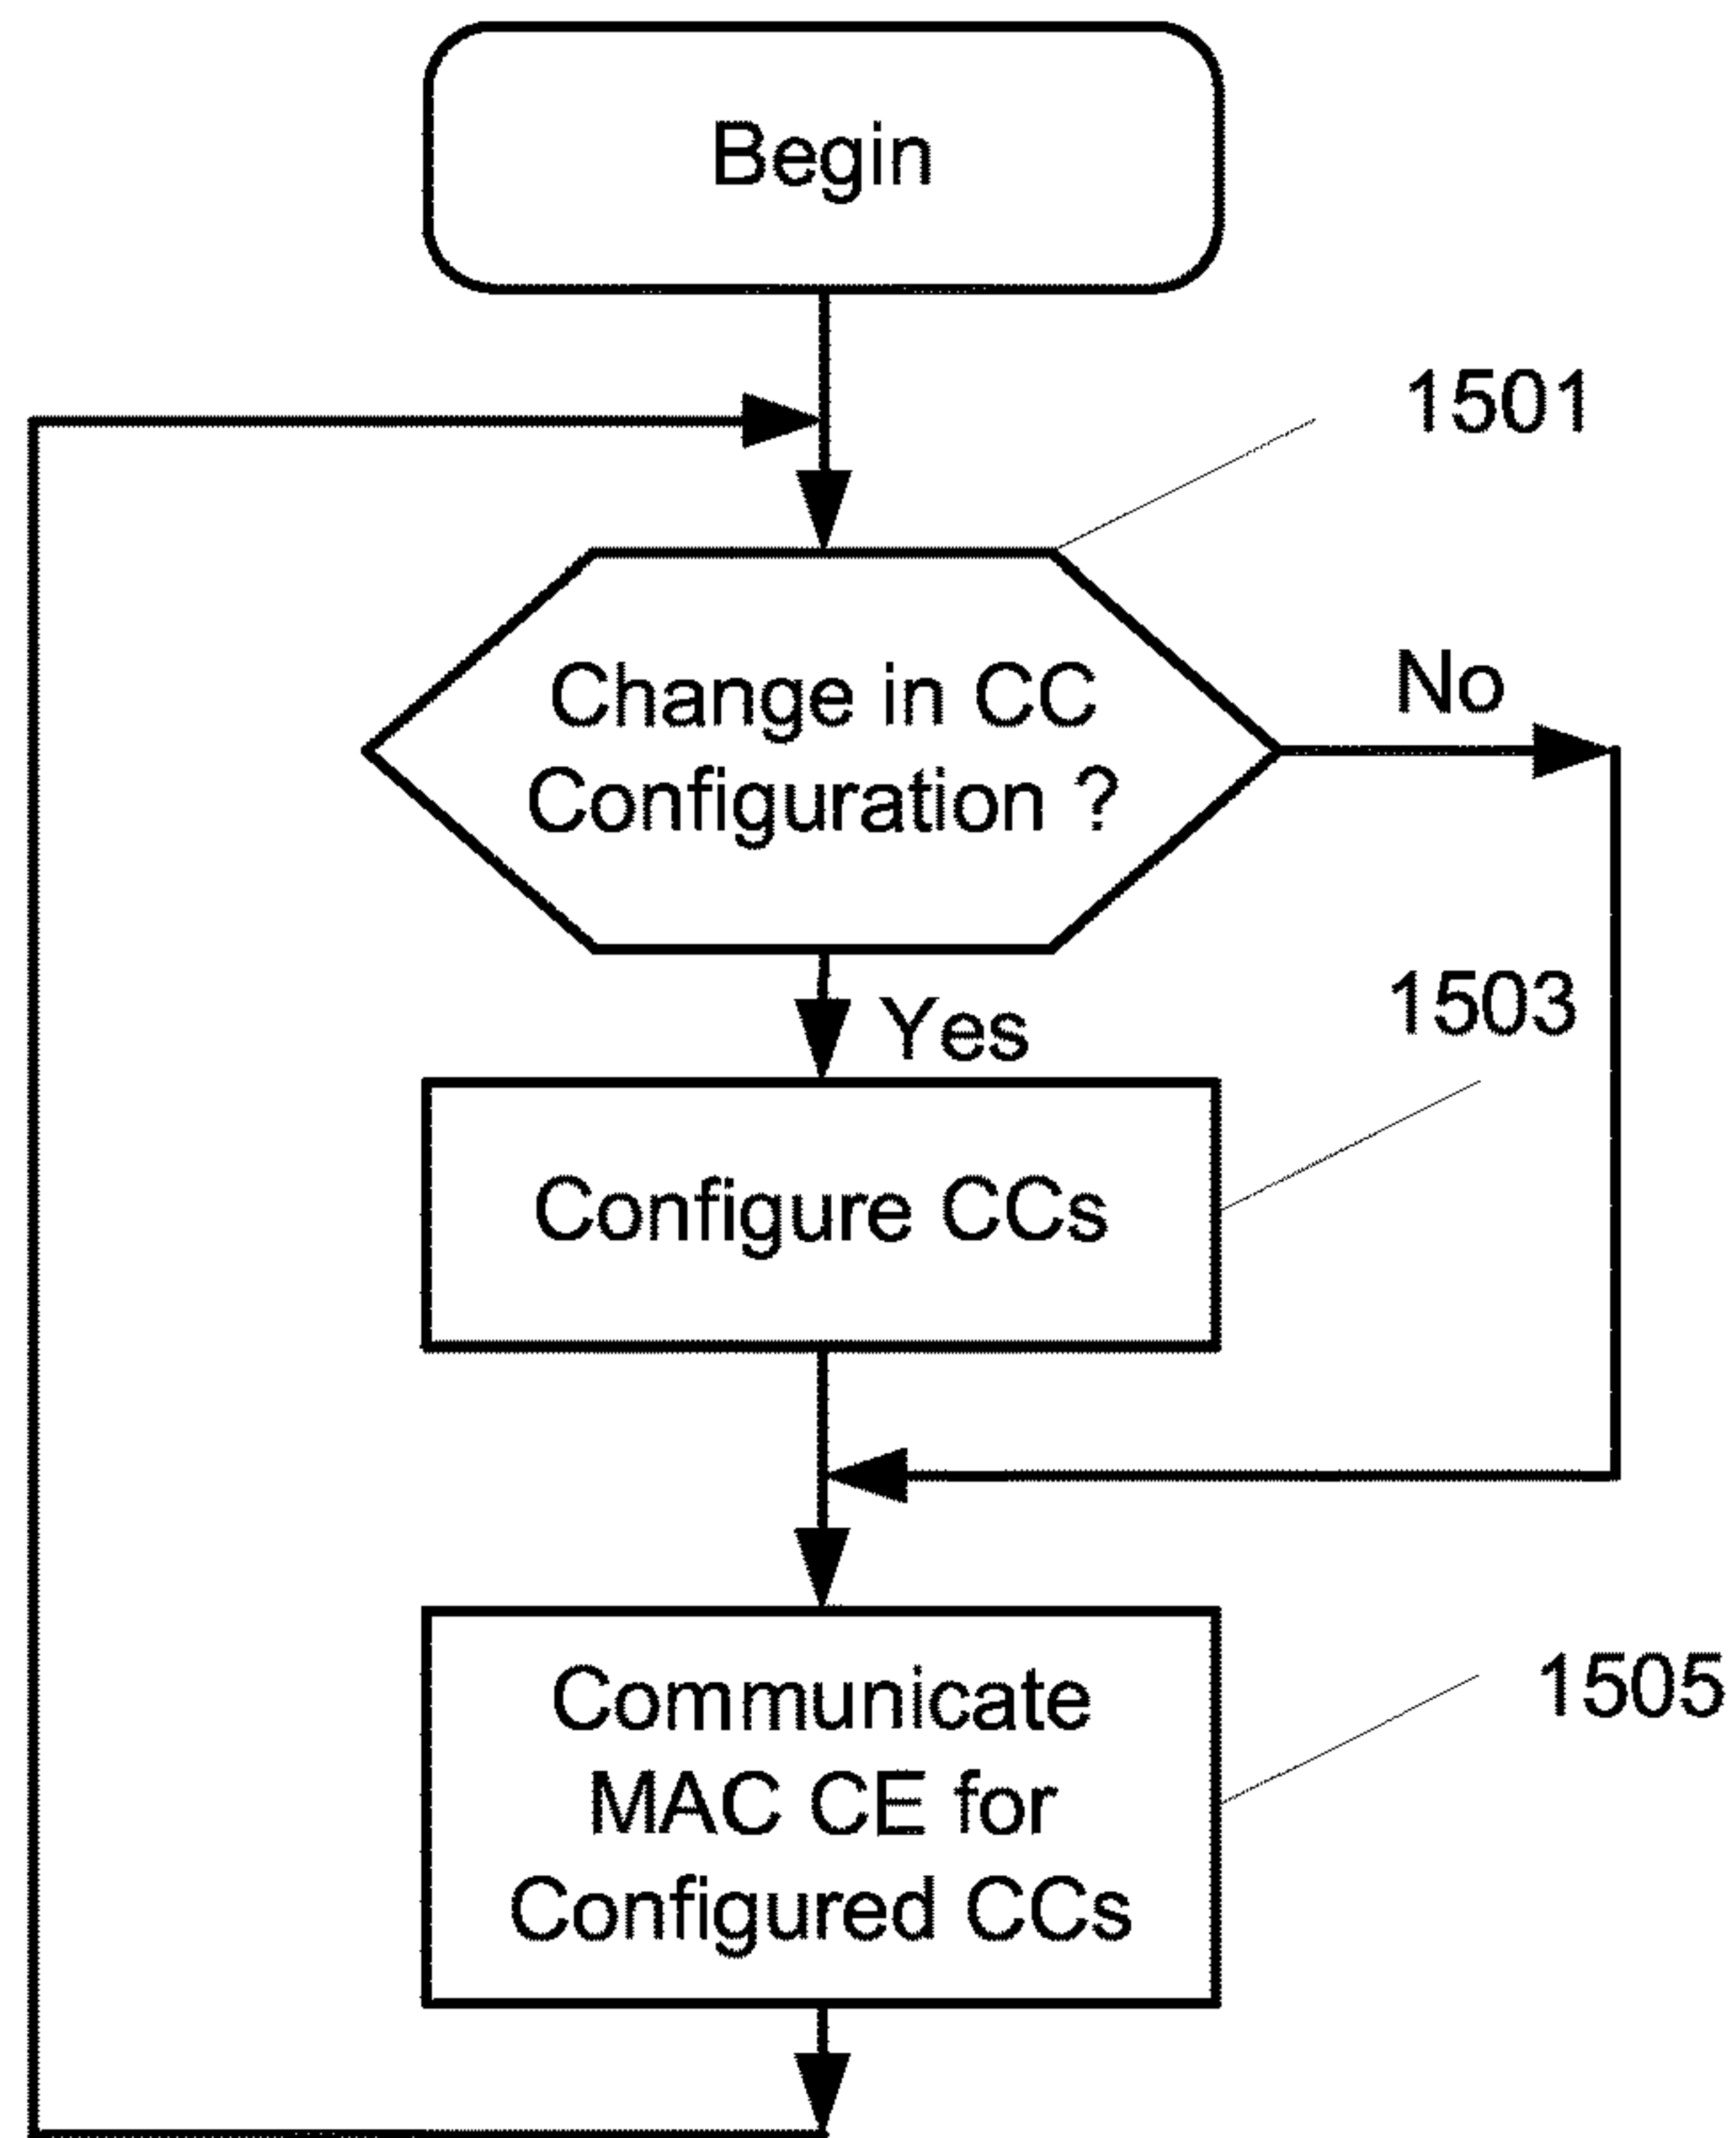 Begin
1501
Change in CC
Configuration ?
No
Yes
1503
Configure CCs
Communicate
MAC CE for
Configured CCs
1505